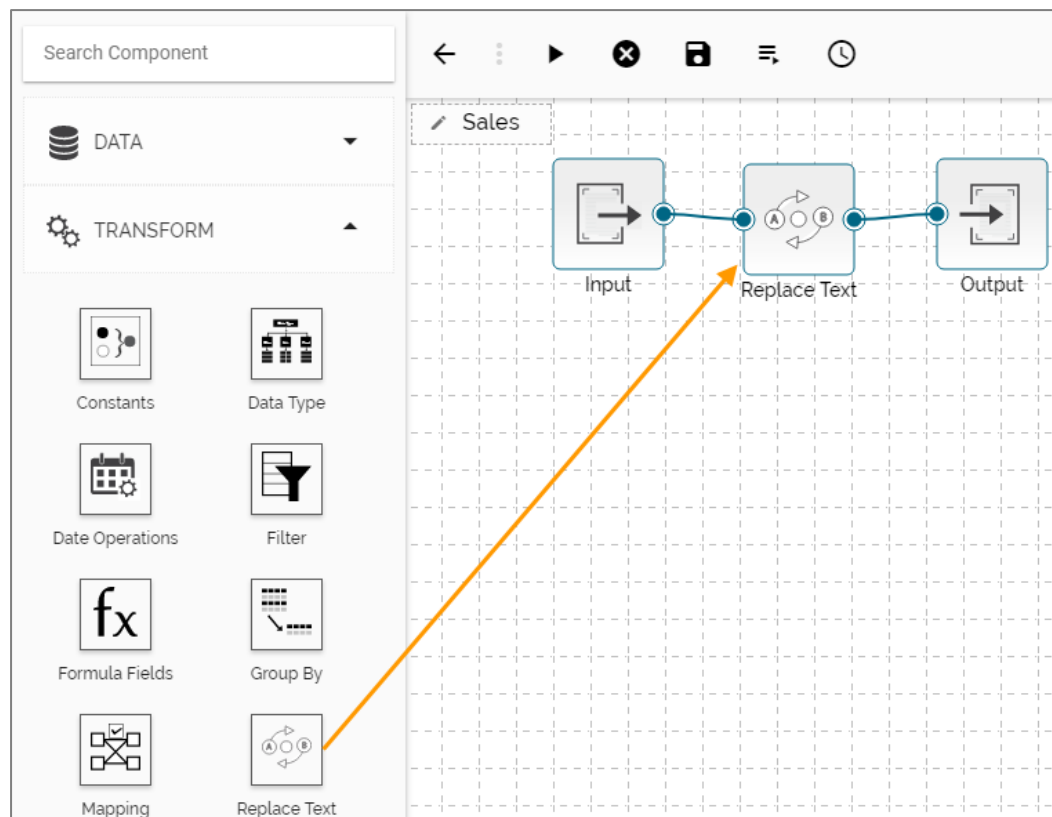 Search Component
DATA
TRANSFORM
Constants
Data Type
Date Operations
Filter
fx
Formula Fields
Group By
A B
Mapping
Replace Text
Sales
A B
Input
Replace Text
Output